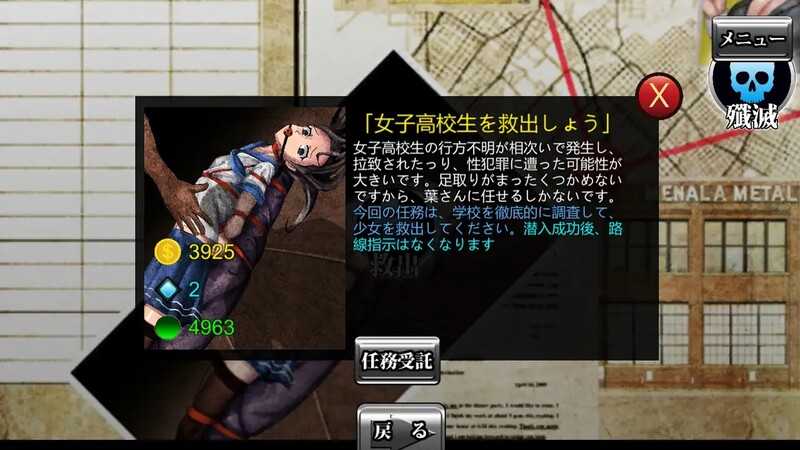 メニュー
殲滅
「女子高校生を救出しょう」
女子高校生の行方不明が相次いで発生し、
拉致されたっり、性犯罪に遭った可能性が
大きいです。足取りがまったくつかめない
ですから、葉さんに任せるしかないです。
今回の任務は、学校を徹底的に調査して、
少女を救出してください。潜入成功後、路
線指示はなくなります
3925
2
4963
救出
ENALA METAL
任務受託
April 16, 2009
戻る